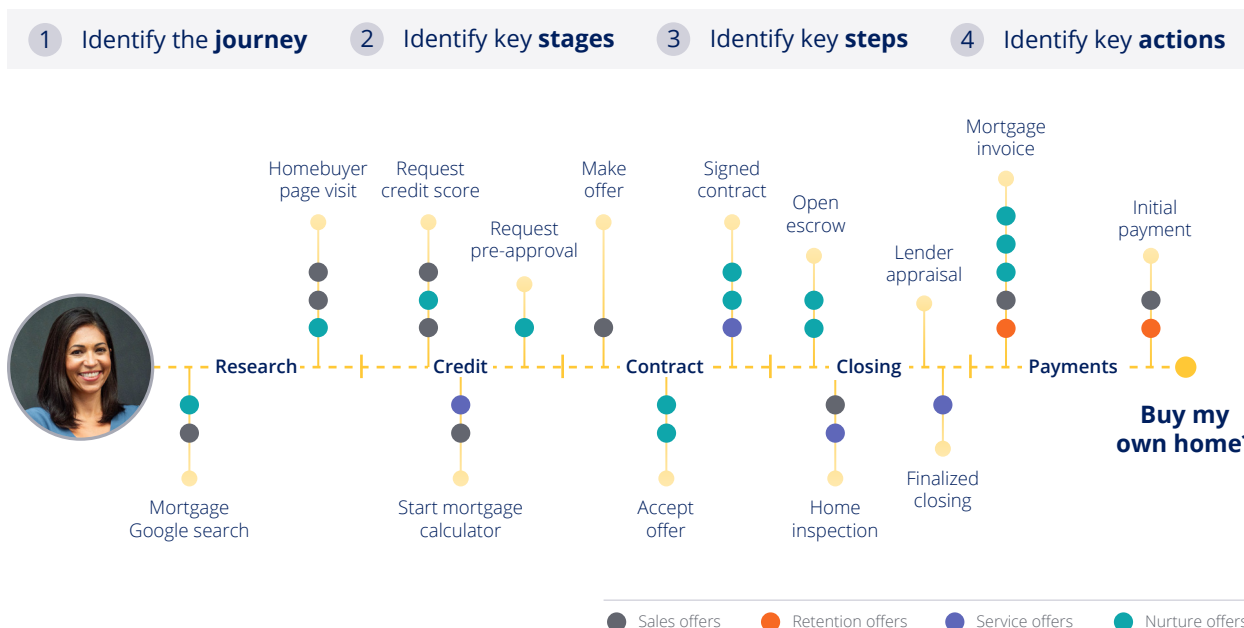 1 Identify the journey
2 Identify key stages
3 Identify key steps
4 Identify key actions
Mortgage
invoice
Homebuyer
page visit
Request
credit score
Make
offer
Signed
contract
Open
escrow
Initial
payment
Request
pre-approval
Lender
appraisal
Research
Credit
Contract
Closing
Payments
Buy my
own home?
Mortgage
Google search
Start mortgage
calculator
Accept
offer
Home
inspection
Finalized
closing
Sales offers
Retention offers
Service offers
Nurture offers